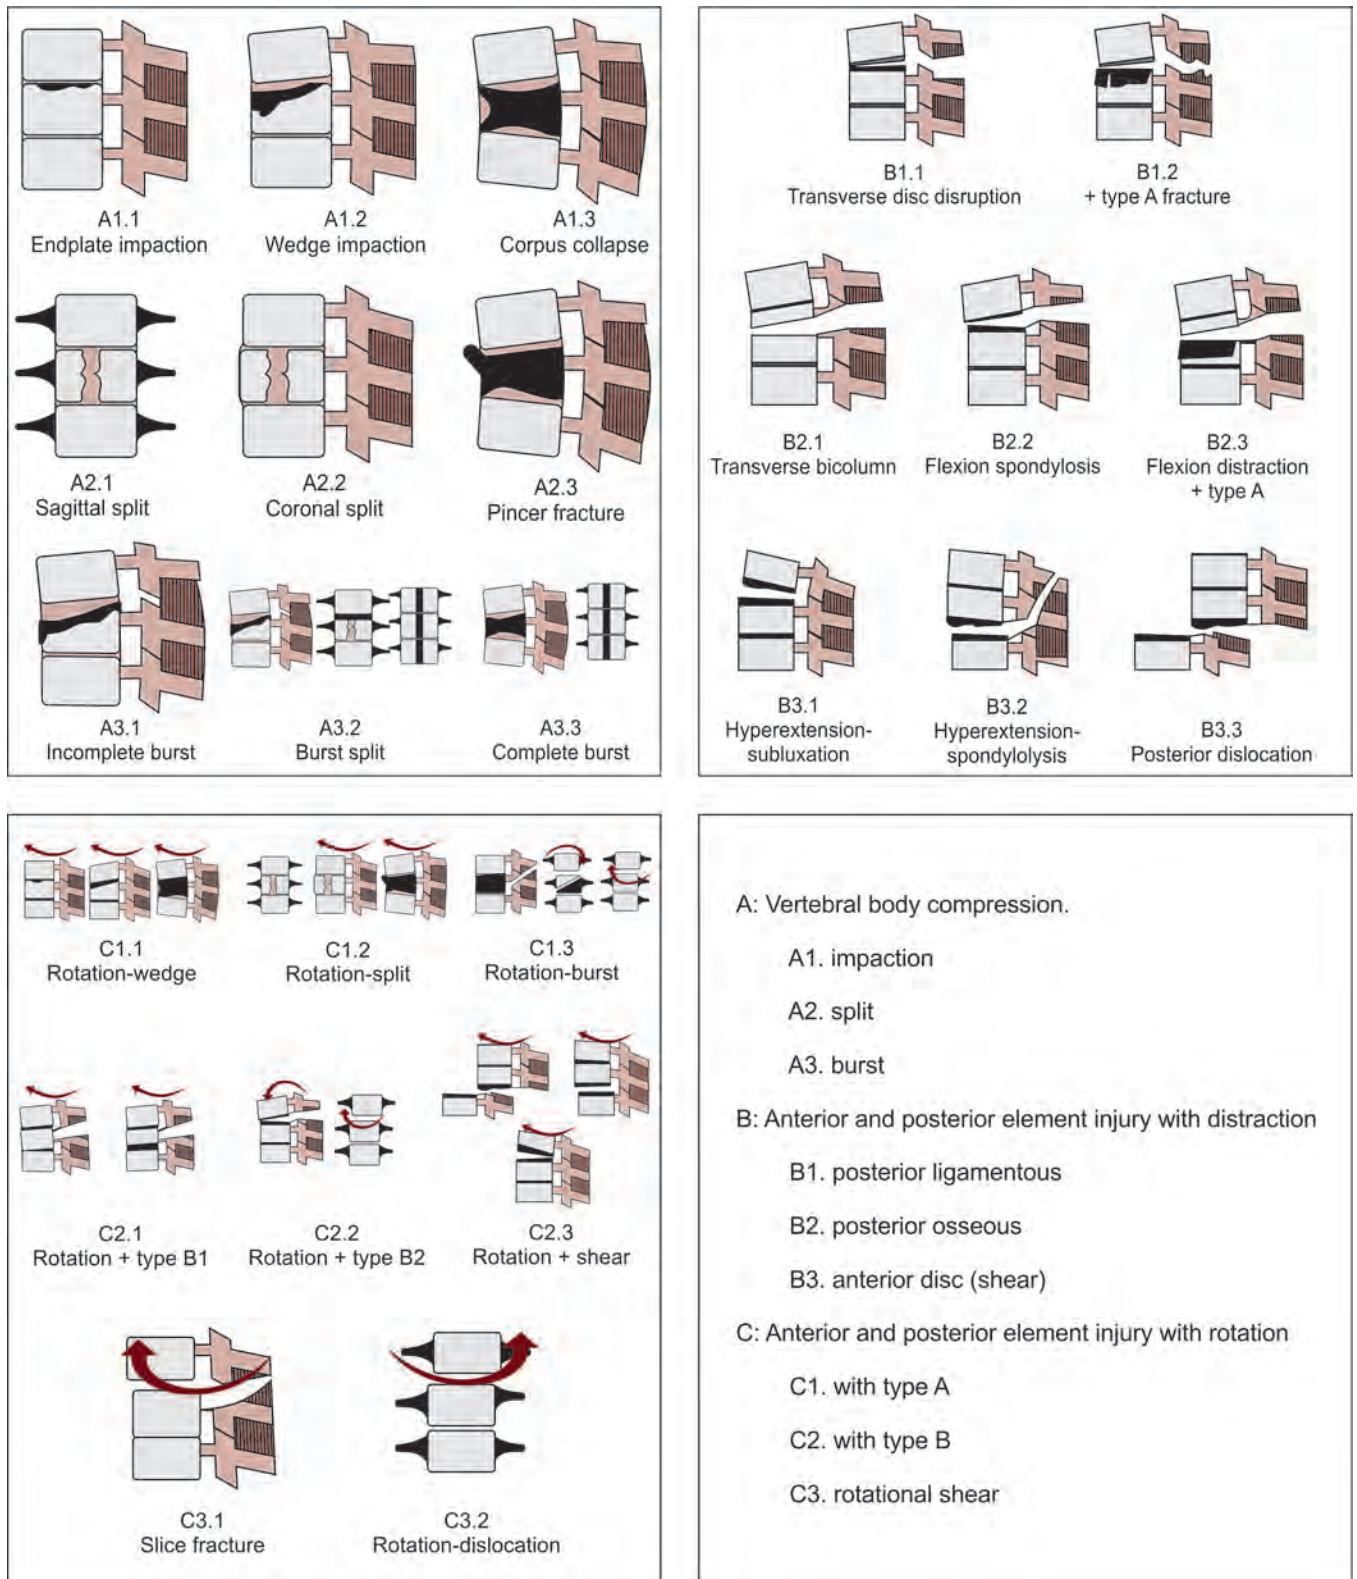 A1.1
Endplate impaction
A1.2
Wedge impaction
A1.3
Corpus collapse
A2.1
Sagittal split
A2.2
Coronal split
A2.3
Pincer fracture
A3.1
Incomplete burst
A3.2
Burst split
A3.3
Complete burst
B1.1
Transverse disc disruption
B1.2
+ type A fracture
B2.1
Transverse bicolumn
B2.2
Flexion spondylosis
B2.3
Flexion distraction
+ type A
B3.1
Hyperextension-
subluxation
B3.2
Hyperextension-
spondylolysis
B3.3
Posterior dislocation
C1.1
Rotation-wedge
C1.2
Rotation-split
C1.3
Rotation-burst
C2.1
Rotation + type B1
C2.2
Rotation + type B2
C2.3
Rotation + shear
C3.1
Slice fracture
C3.2
Rotation-dislocation
A: Vertebral body compression.
A1. impaction
A2. split
A3. burst
B: Anterior and posterior element injury with distraction
B1. posterior ligamentous
B2. posterior osseous
B3. anterior disc (shear)
C: Anterior and posterior element injury with rotation
C1. with type A
C2. with type B
C3. rotational shear